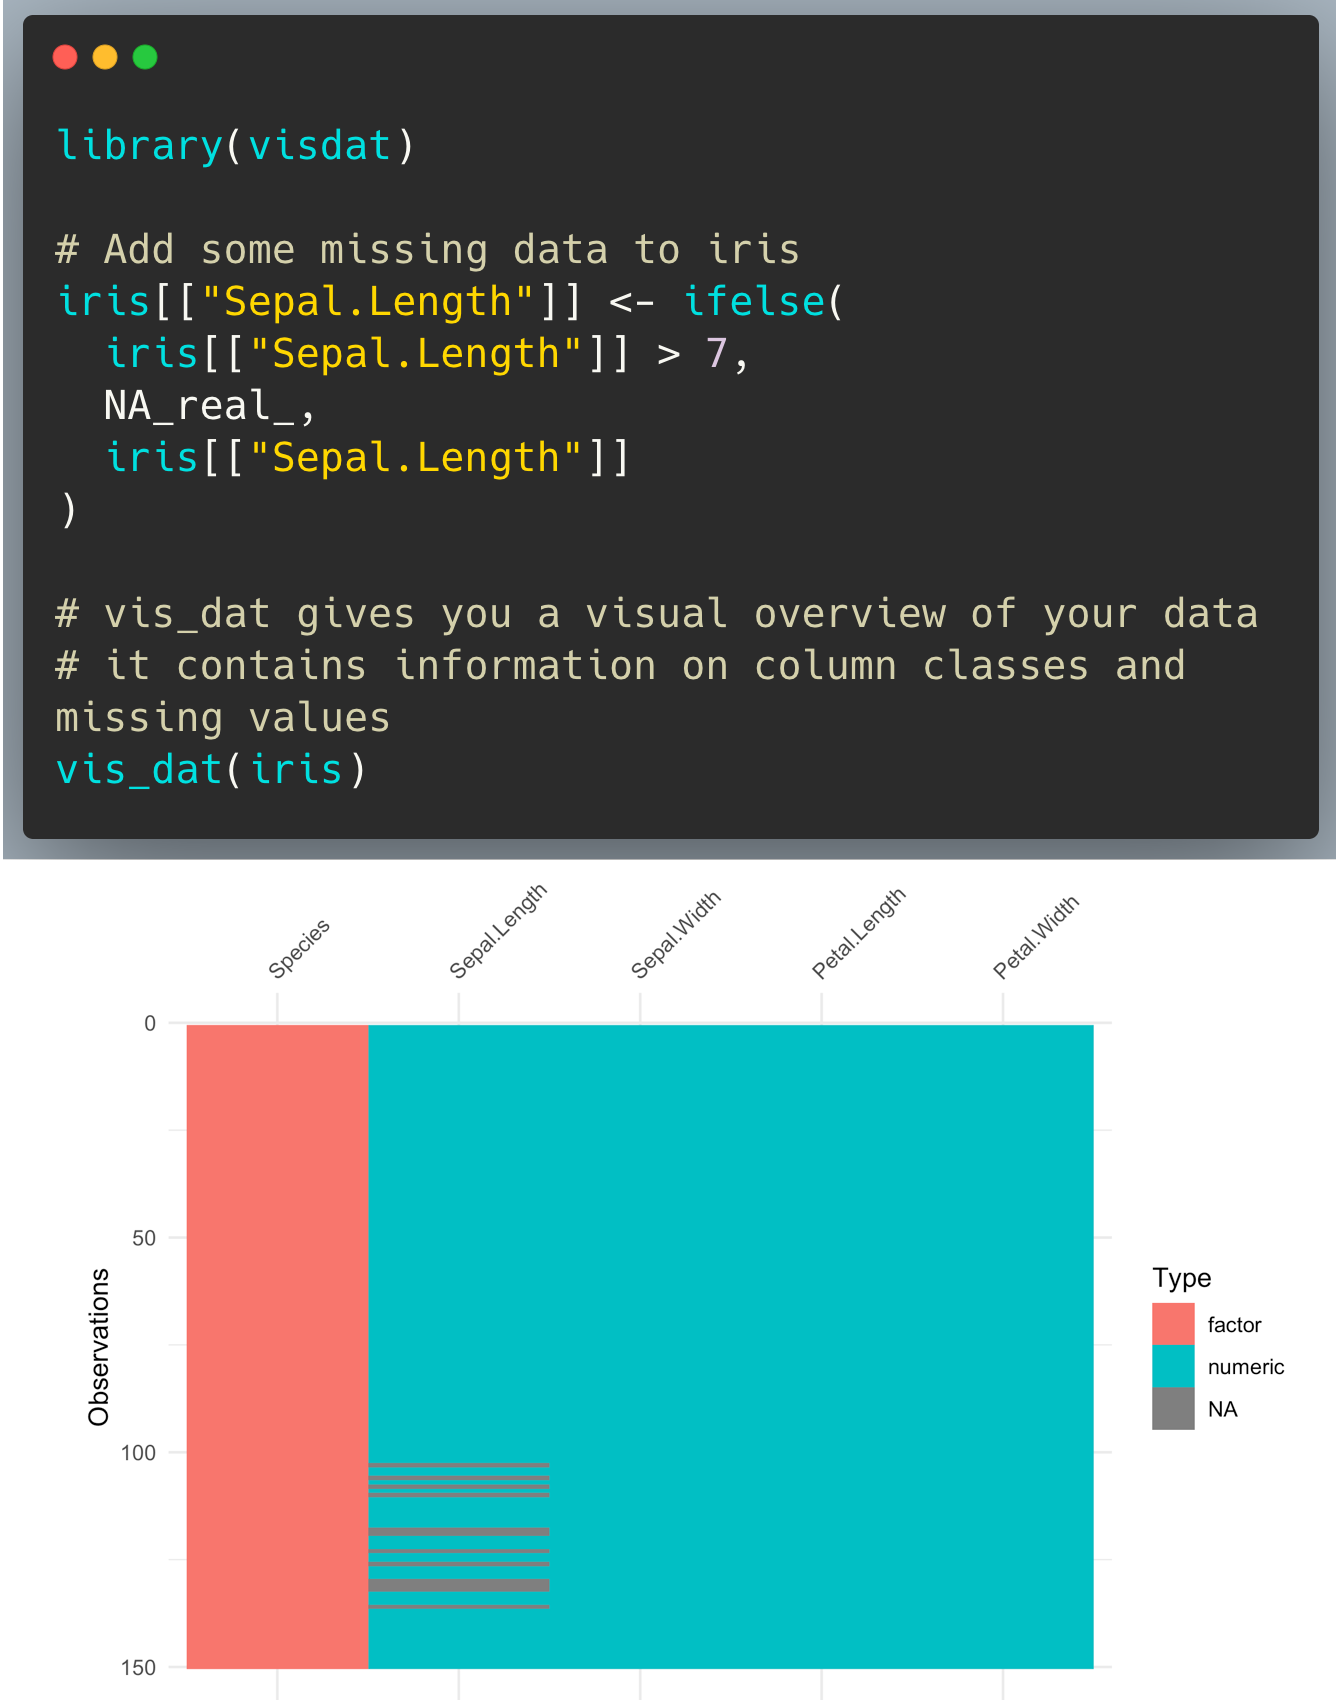 library(visdat)
# Add some missing data to iris
iris[["Sepal.Length"]] <- ifelse(
  iris[["Sepal.Length"]] > 7,
  NA_real_,
  iris[["Sepal.Length"]]
)
# vis_dat gives you a visual overview of your data
# it contains information on column classes and
missing values
vis_dat(iris)
Species
Sepal.Length
Sepal.Width
Petal.Length
Petal.Width
0
50
100
150
Observations
Type
factor
numeric
NA